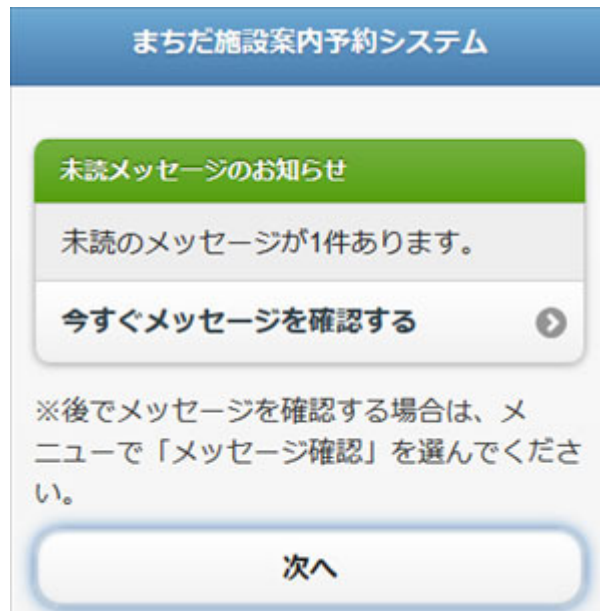 まちだ施設案内予約システム
未読メッセージのお知らせ
未読のメッセージが1件あります。
今すぐメッセージを確認する
※後でメッセージを確認する場合は、メ
ニューで「メッセージ確認」を選んでくださ
い。
次へ